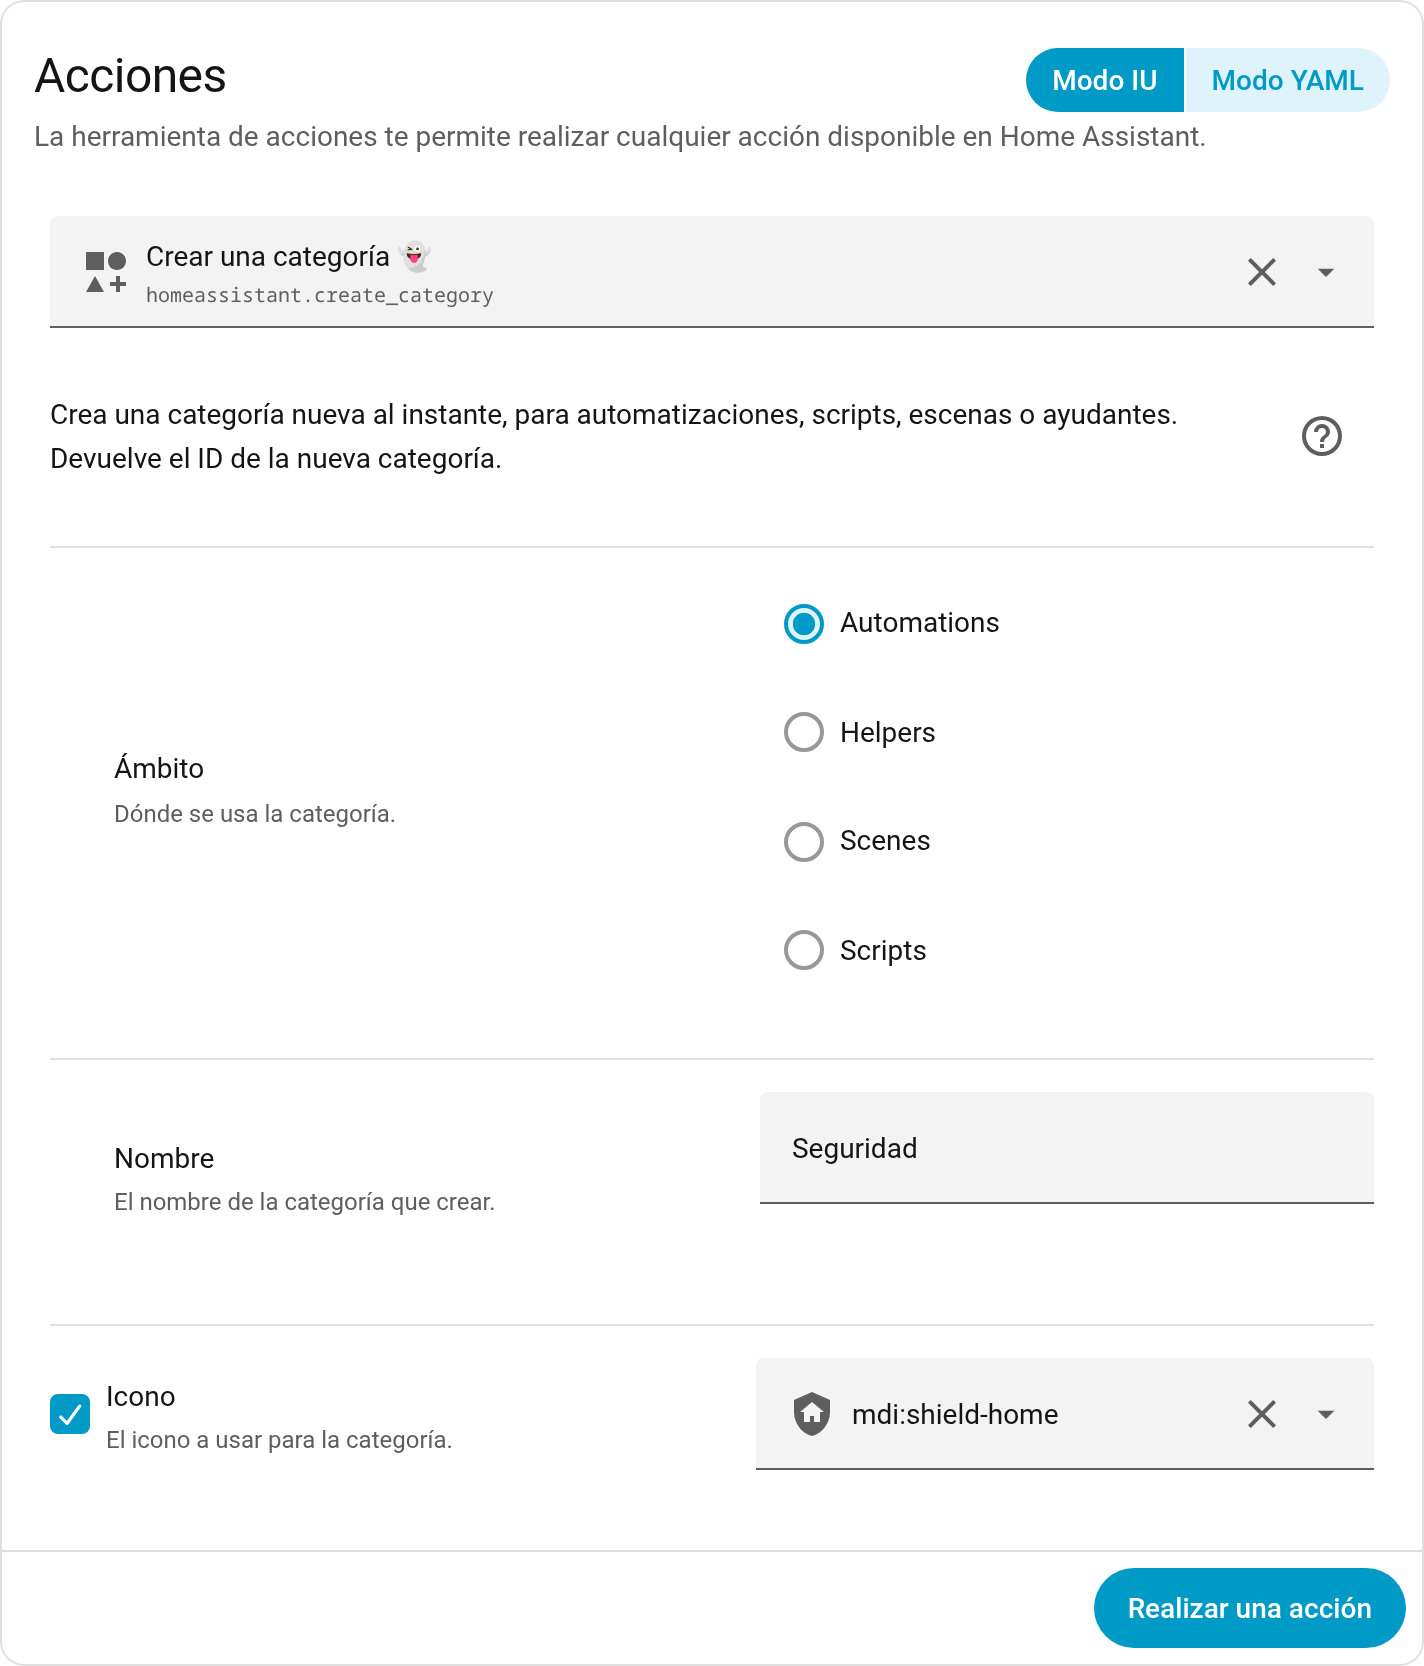 Acciones
Modo IU
Modo YAML
La herramienta de acciones te permite realizar cualquier acción disponible en Home Assistant.
Crear una categoría 👻
homeassistant.create_category
Crea una categoría nueva al instante, para automatizaciones, scripts, escenas o ayudantes.
Devuelve el ID de la nueva categoría.
Ámbito
Dónde se usa la categoría.
Automations
Helpers
Scenes
Scripts
Nombre
El nombre de la categoría que crear.
Seguridad
Icono
El icono a usar para la categoría.
mdi:shield-home
Realizar una acción